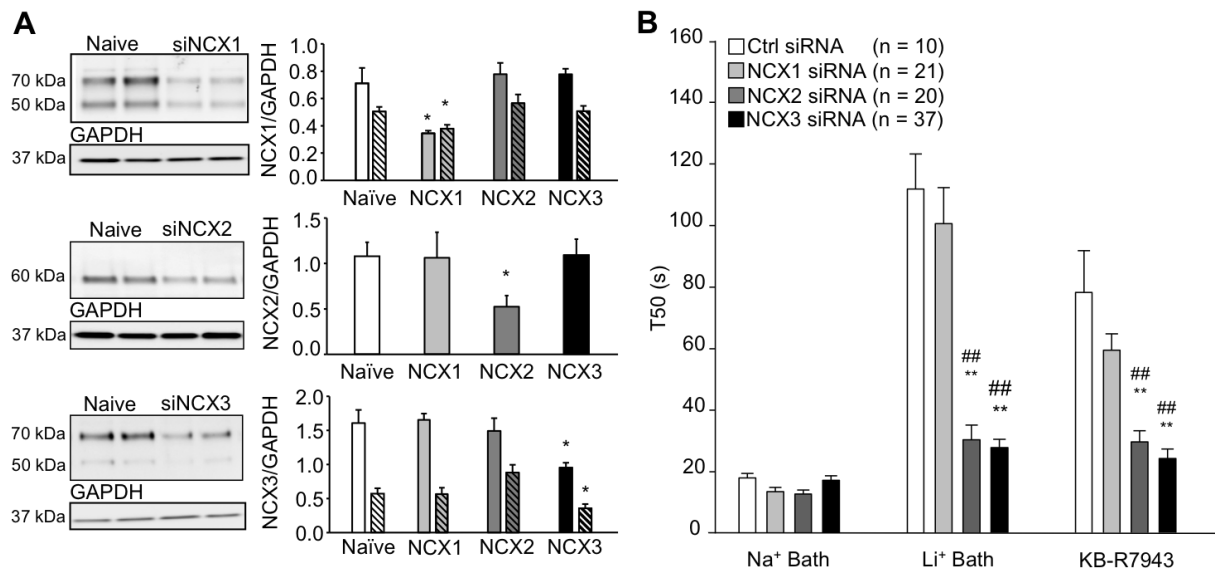 A
Naive siNCX1
70 kDa
50 kDa
GAPDH
37 kDa
NCX1/GAPDH
1.0
0.8
0.6
0.4
0.2
0.0
* *
Naïve NCX1 NCX2 NCX3
Naive siNCX2
60 kDa
GAPDH
37 kDa
NCX2/GAPDH
1.5
1.0
0.5
0.0
*
Naïve NCX1 NCX2 NCX3
Naive siNCX3
70 kDa
50 kDa
GAPDH
37 kDa
NCX3/GAPDH
2.0
1.5
1.0
0.5
0.0
* *
Naïve NCX1 NCX2 NCX3
B
Ctrl siRNA (n = 10)
NCX1 siRNA (n = 21)
NCX2 siRNA (n = 20)
NCX3 siRNA (n = 37)
T50 (s)
160
140
120
100
80
60
40
20
0
##
**
##
**
##
**
##
**
Na⁺ Bath Li⁺ Bath KB-R7943